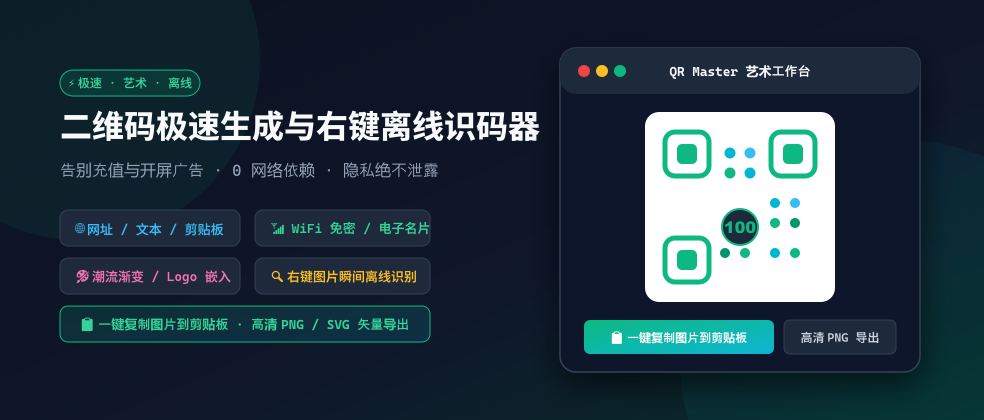 ⚡极速 · 艺术 · 离线
二维码极速生成与右键离线识码器
告别充值与开屏广告 · 0 网络依赖 · 隐私绝不泄露
🌐网址 / 文本 / 剪贴板
📶 WiFi 免密 / 电子名片
🎨潮流渐变 / Logo 嵌入
🔍右键图片瞬间离线识别
📋 一键复制图片到剪贴板 · 高清 PNG / SVG 矢量导出
QR Master 艺术工作台
100
📋 一键复制图片到剪贴板
高清 PNG 导出